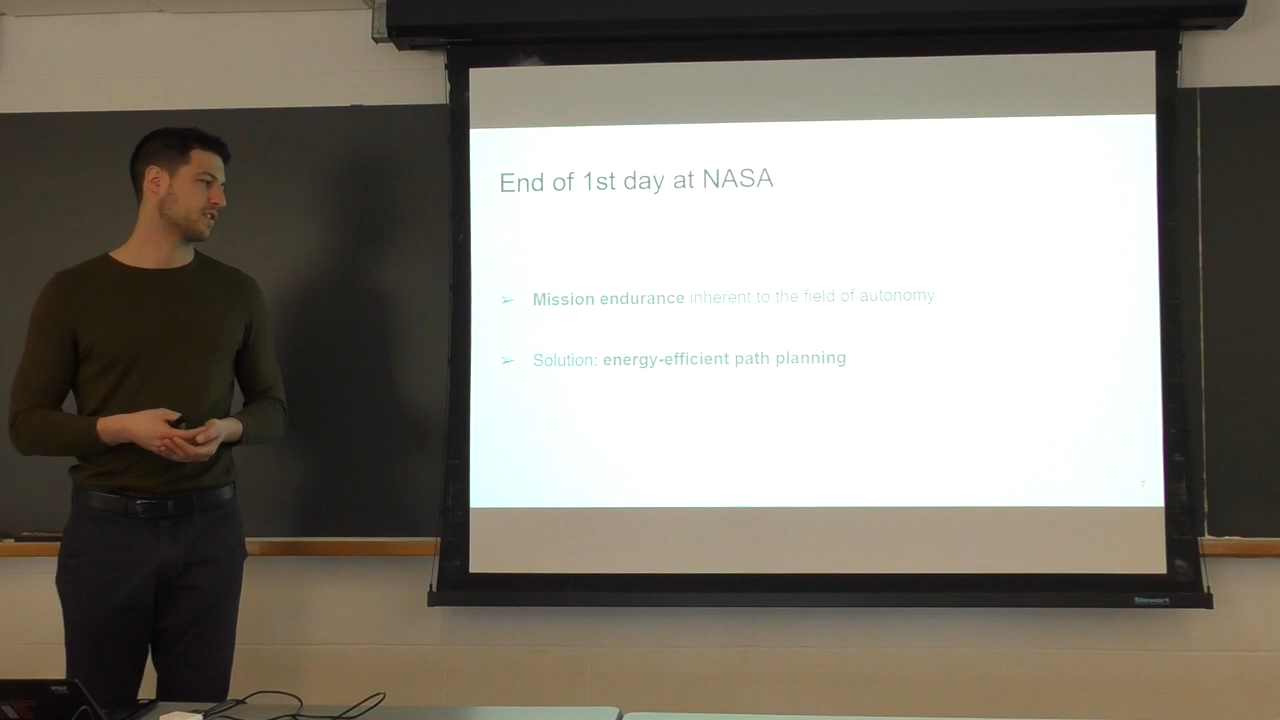 End of 1st day at NASA
➢ Mission endurance inherent to the field of autonomy
➢ Solution: energy-efficient path planning
7
Stewart